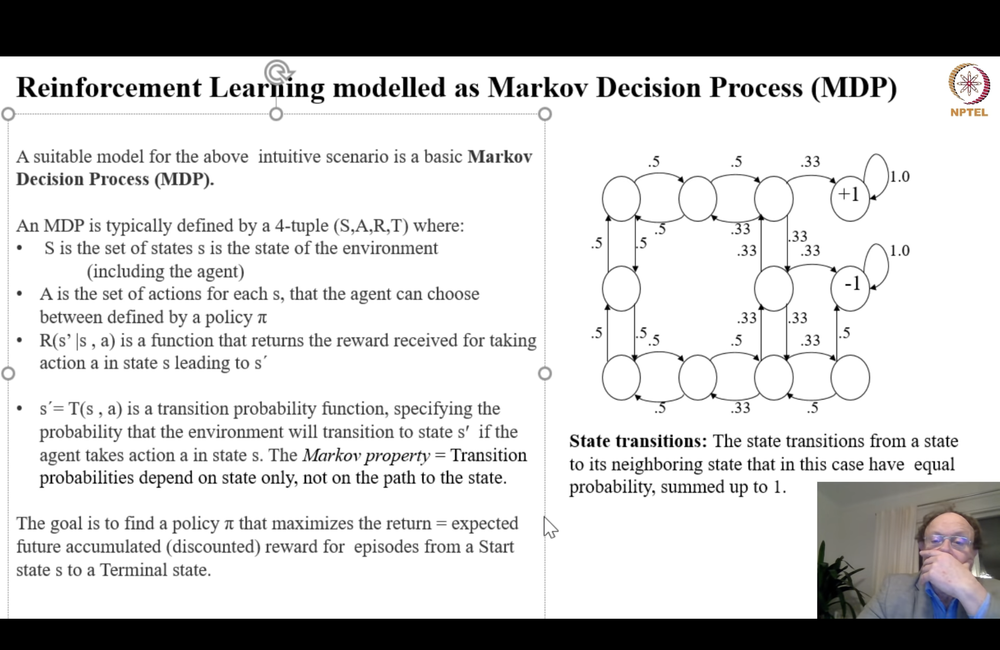 Reinforcement Learning modelled as Markov Decision Process (MDP)
NPTEL
A suitable model for the above intuitive scenario is a basic Markov
Decision Process (MDP).
An MDP is typically defined by a 4-tuple (S,A,R,T) where:
• S is the set of states s is the state of the environment
(including the agent)
• A is the set of actions for each s, that the agent can choose
between defined by a policy π
• R(s’ |s , a) is a function that returns the reward received for taking
action a in state s leading to s´
• s´= T(s , a) is a transition probability function, specifying the
probability that the environment will transition to state s′ if the
agent takes action a in state s. The Markov property = Transition
probabilities depend on state only, not on the path to the state.
The goal is to find a policy π that maximizes the return = expected
future accumulated (discounted) reward for episodes from a Start
state s to a Terminal state.
.5 .5 .33
1.0
+1
.5 .33
.5 .5 .33
.33 .33 1.0
-1
.33 .33
.5 .5 .5 .5 .33 .5
.5 .33 .5
State transitions: The state transitions from a state
to its neighboring state that in this case have equal
probability, summed up to 1.